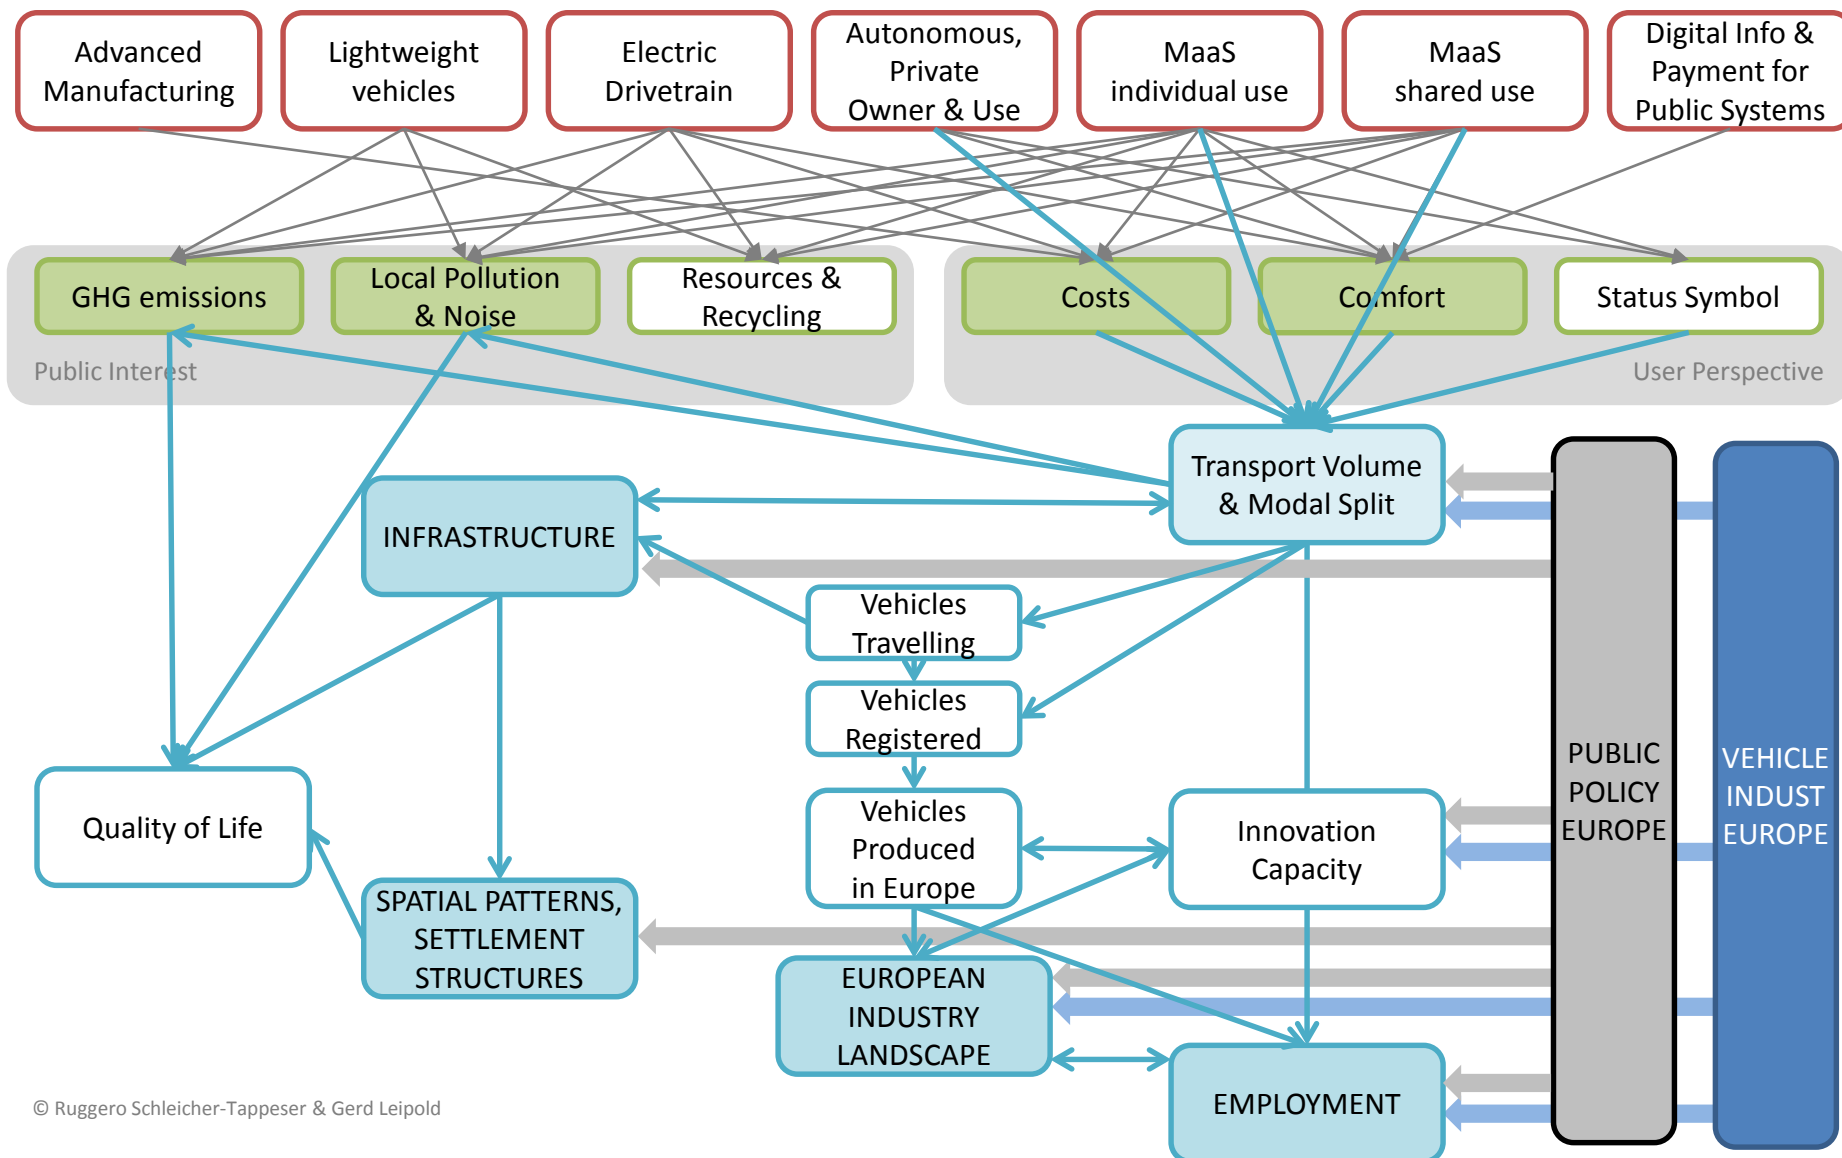 Advanced
Manufacturing
Lightweight
vehicles
Electric
Drivetrain
Autonomous,
Private
Owner & Use
MaaS
individual use
MaaS
shared use
Digital Info &
Payment for
Public Systems
GHG emissions
Local Pollution
& Noise
Resources &
Recycling
Costs
Comfort
Status Symbol
Public Interest
User Perspective
Transport Volume
& Modal Split
INFRASTRUCTURE
Vehicles
Travelling
Vehicles
Registered
PUBLIC
POLICY
EUROPE
VEHICLE
INDUST
EUROPE
Quality of Life
Vehicles
Produced
in Europe
Innovation
Capacity
SPATIAL PATTERNS,
SETTLEMENT
STRUCTURES
EUROPEAN
INDUSTRY
LANDSCAPE
EMPLOYMENT
© Ruggero Schleicher-Tappeser & Gerd Leipold